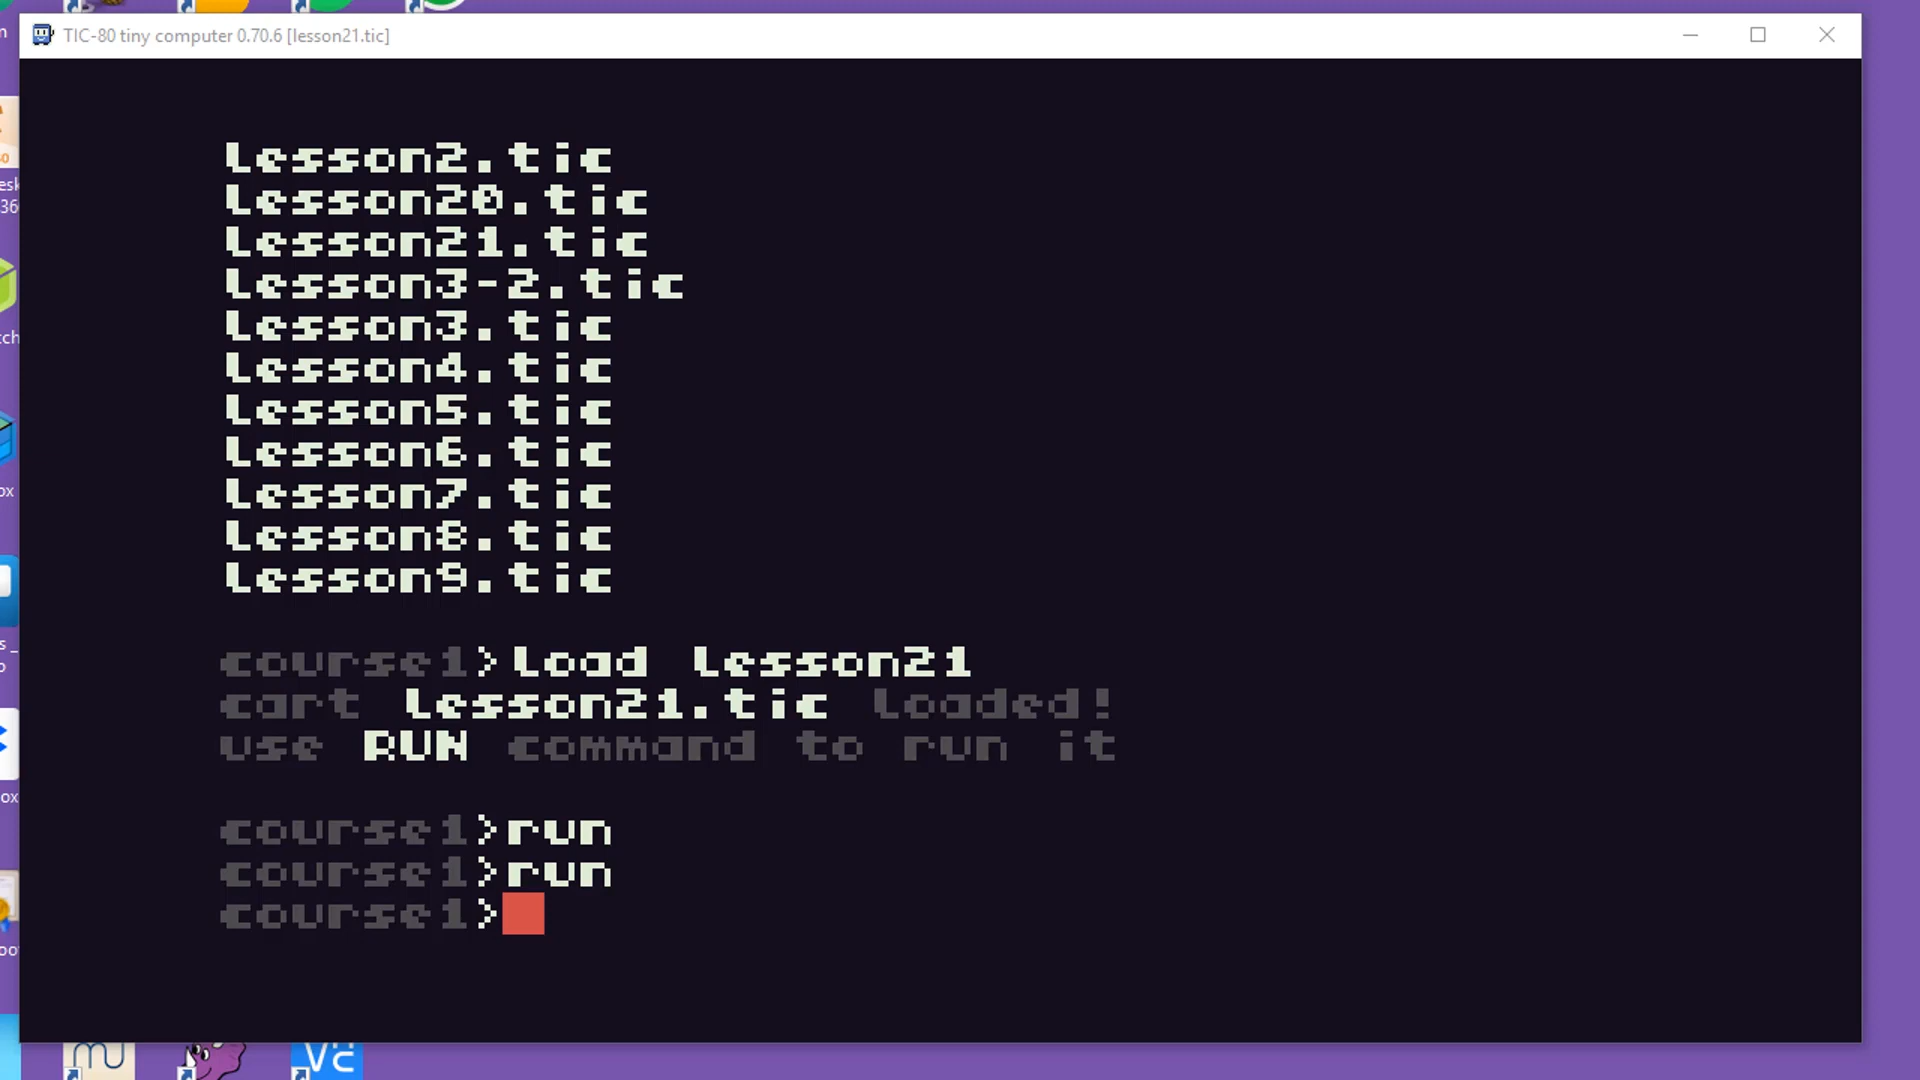 TIC-80 tiny computer 0.70.6 [lesson21.tic]
lesson2.tic
lesson20.tic
lesson21.tic
lesson3-2.tic
lesson3.tic
lesson4.tic
lesson5.tic
lesson6.tic
lesson7.tic
lesson8.tic
lesson9.tic
course1>load lesson21
cart lesson21.tic loaded!
use RUN command to run it
course1>run
course1>run
course1>